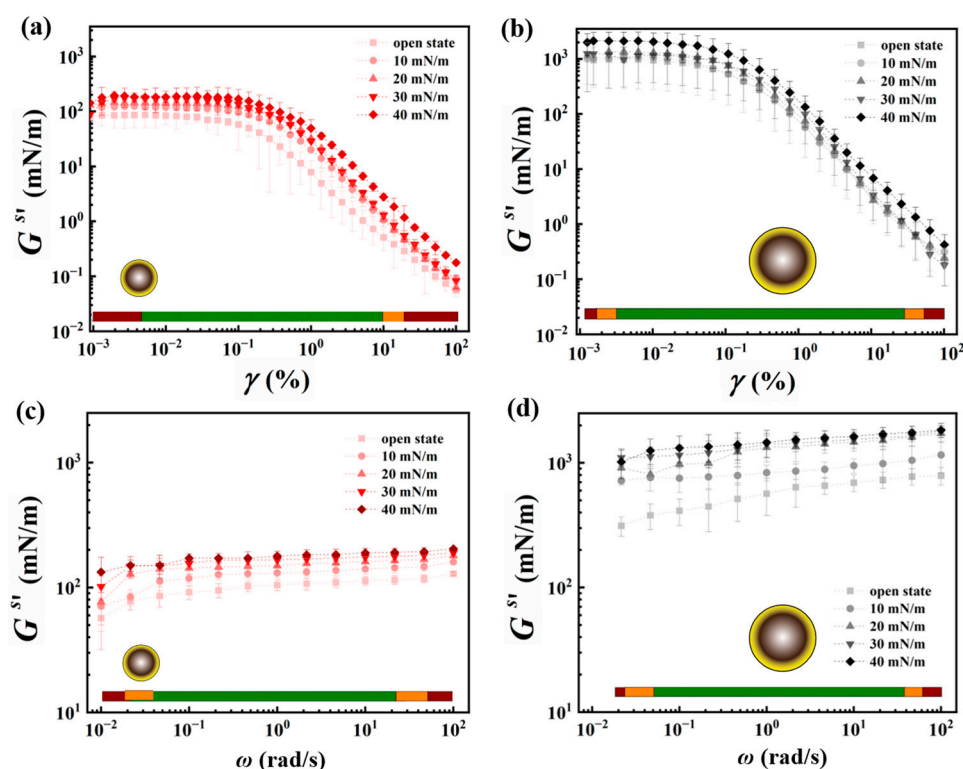 (a)
G^s' (mN/m)
10³
10²
10¹
10⁰
10⁻¹
10⁻²
open state
10 mN/m
20 mN/m
30 mN/m
40 mN/m
10⁻³ 10⁻² 10⁻¹ 10⁰ 10¹ 10²
γ (%)
(b)
G^s' (mN/m)
10³
10²
10¹
10⁰
10⁻¹
10⁻²
open state
10 mN/m
20 mN/m
30 mN/m
40 mN/m
10⁻³ 10⁻² 10⁻¹ 10⁰ 10¹ 10²
γ (%)
(c)
G^s' (mN/m)
10³
10²
10¹
open state
10 mN/m
20 mN/m
30 mN/m
40 mN/m
10⁻² 10⁻¹ 10⁰ 10¹ 10²
ω (rad/s)
(d)
G^s' (mN/m)
10³
10²
10¹
open state
10 mN/m
20 mN/m
30 mN/m
40 mN/m
10⁻² 10⁻¹ 10⁰ 10¹ 10²
ω (rad/s)